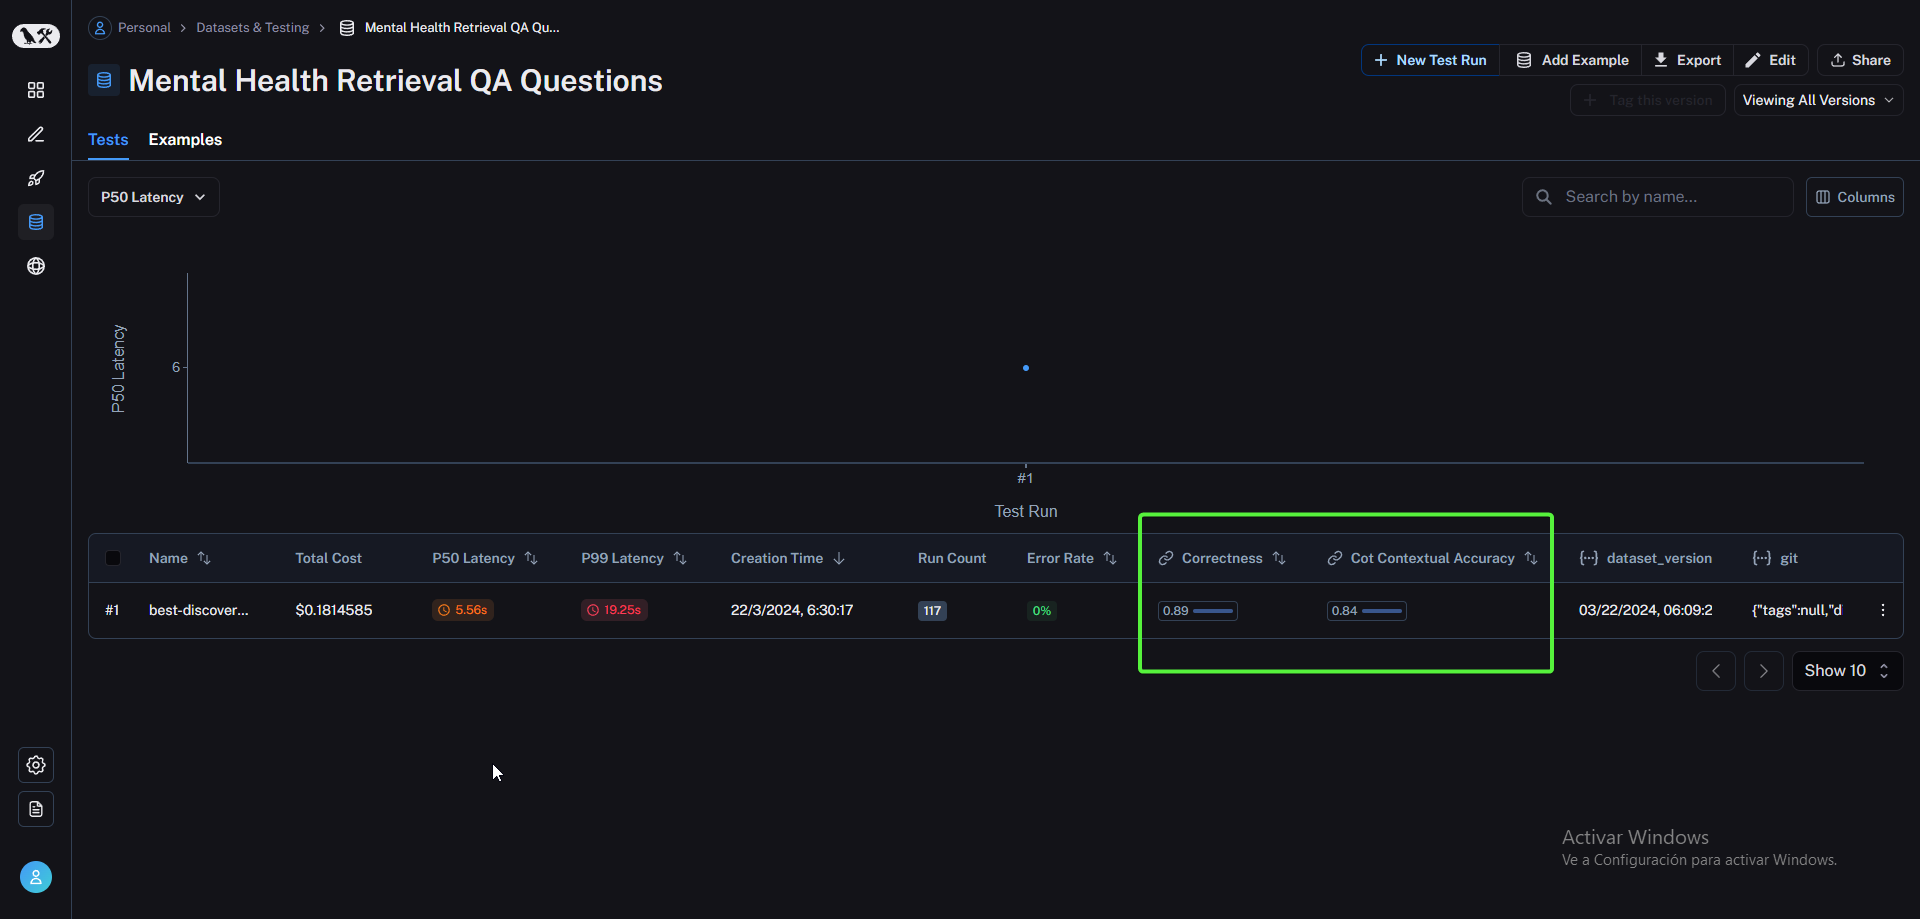 Personal > Datasets & Testing > Mental Health Retrieval QA Qu...
Mental Health Retrieval QA Questions
+ New Test Run
Add Example
Export
Edit
Share
+ Tag this version
Viewing All Versions
Tests
Examples
P50 Latency
Search by name...
Columns
P50 Latency
6
#1
Test Run
Name Total Cost P50 Latency P99 Latency Creation Time Run Count Error Rate Correctness Cot Contextual Accuracy {···} dataset_version {···} git
#1 best-discover... $0.1814585 5.56s 19.25s 22/3/2024, 6:30:17 117 0% 0.89 0.84 03/22/2024, 06:09:2 {"tags":null,"d
Show 10
Activar Windows
Ve a Configuración para activar Windows.